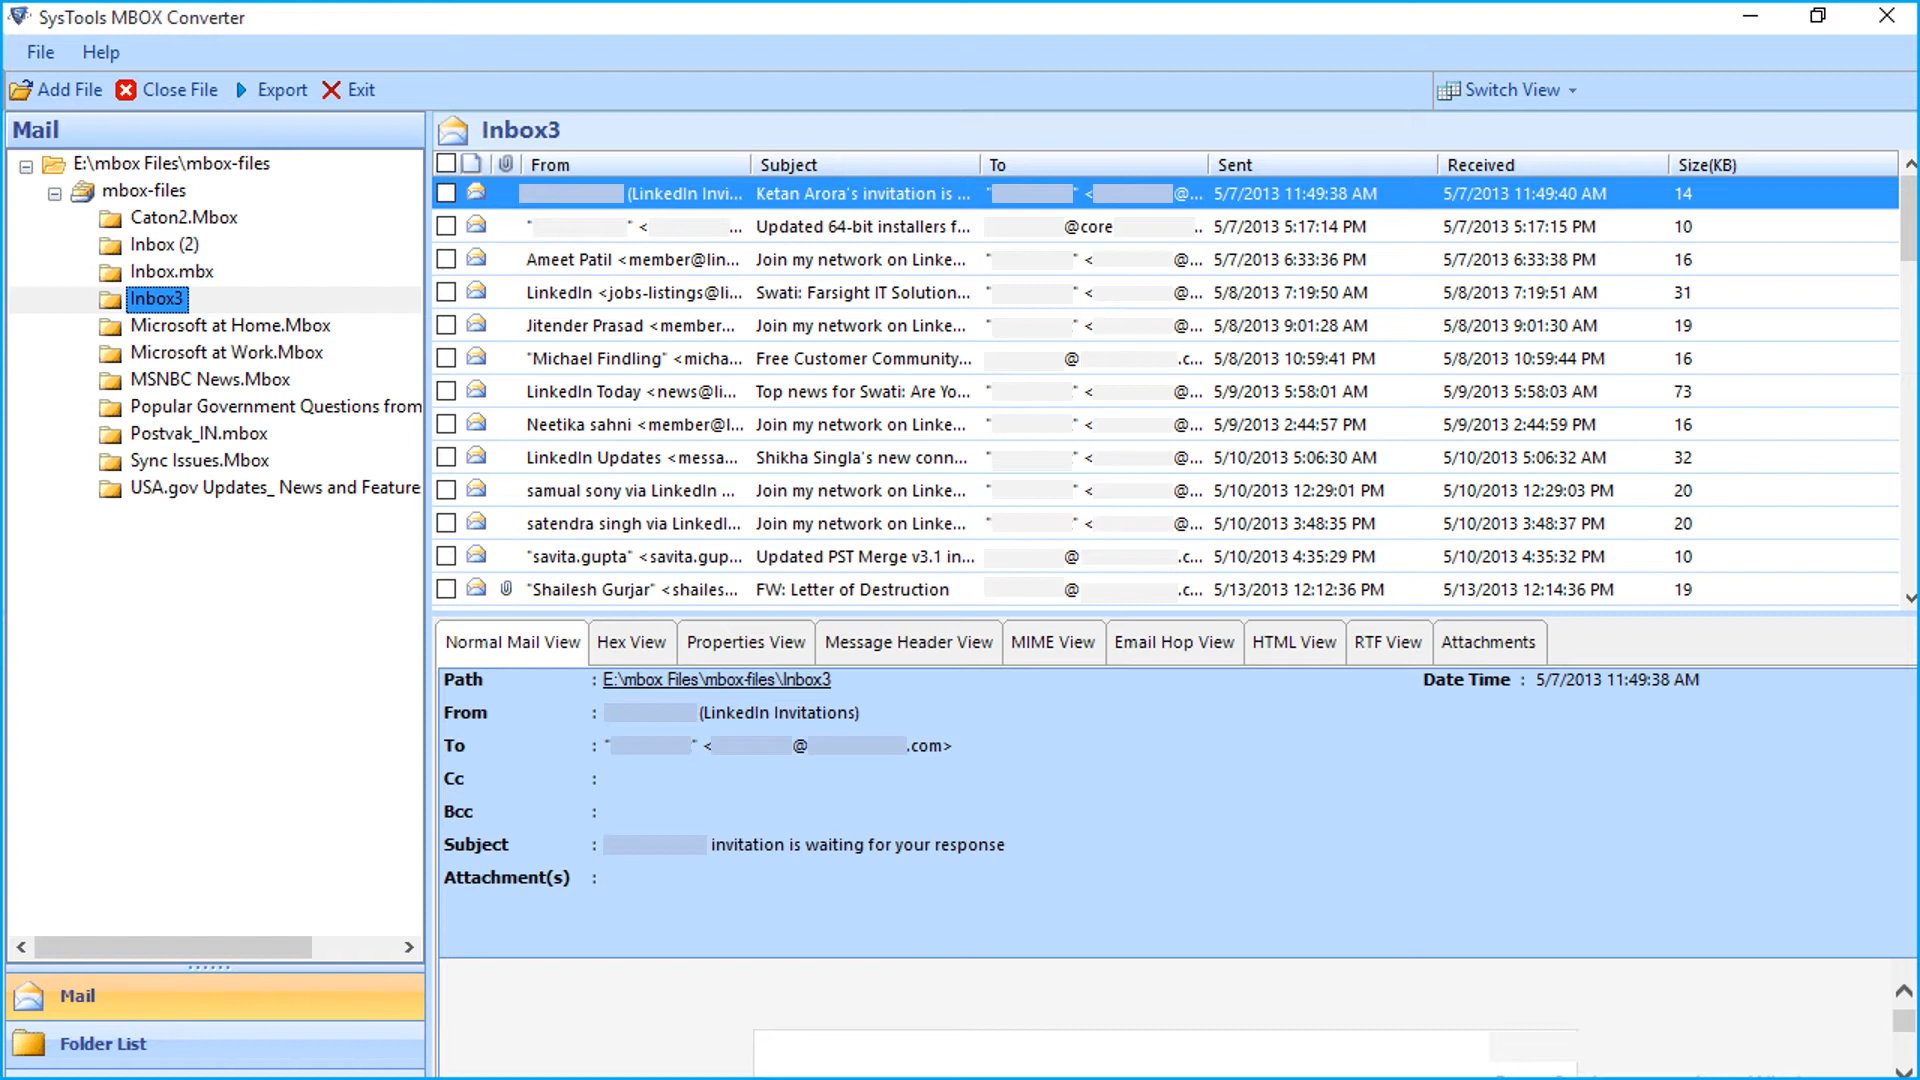 SysTools MBOX Converter
File Help
Add File Close File Export Exit Switch View
Mail
E:\mbox Files\mbox-files
mbox-files
Caton2.Mbox
Inbox (2)
Inbox.mbx
Inbox3
Microsoft at Home.Mbox
Microsoft at Work.Mbox
MSNBC News.Mbox
Popular Government Questions from
Postvak_IN.mbox
Sync Issues.Mbox
USA.gov Updates_ News and Feature
Mail
Folder List
Inbox3
From Subject To Sent Received Size(KB)
(LinkedIn Invi... Ketan Arora's invitation is ... " " < @... 5/7/2013 11:49:38 AM 5/7/2013 11:49:40 AM 14
" " < ... Updated 64-bit installers f... @core .. 5/7/2013 5:17:14 PM 5/7/2013 5:17:15 PM 10
Ameet Patil <member@lin... Join my network on Linke... " " < @... 5/7/2013 6:33:36 PM 5/7/2013 6:33:38 PM 16
LinkedIn <jobs-listings@li... Swati: Farsight IT Solution... " " < @... 5/8/2013 7:19:50 AM 5/8/2013 7:19:51 AM 31
Jitender Prasad <member... Join my network on Linke... " " < @... 5/8/2013 9:01:28 AM 5/8/2013 9:01:30 AM 19
"Michael Findling" <micha... Free Customer Community... @ .c... 5/8/2013 10:59:41 PM 5/8/2013 10:59:44 PM 16
LinkedIn Today <news@li... Top news for Swati: Are Yo... " " < @... 5/9/2013 5:58:01 AM 5/9/2013 5:58:03 AM 73
Neetika sahni <member@l... Join my network on Linke... " " < @... 5/9/2013 2:44:57 PM 5/9/2013 2:44:59 PM 16
LinkedIn Updates <messa... Shikha Singla's new conn... " " < @... 5/10/2013 5:06:30 AM 5/10/2013 5:06:32 AM 32
samual sony via LinkedIn ... Join my network on Linke... " " < @... 5/10/2013 12:29:01 PM 5/10/2013 12:29:03 PM 20
satendra singh via LinkedI... Join my network on Linke... " " < @... 5/10/2013 3:48:35 PM 5/10/2013 3:48:37 PM 20
"savita.gupta" <savita.gup... Updated PST Merge v3.1 in... @ .c... 5/10/2013 4:35:29 PM 5/10/2013 4:35:32 PM 10
"Shailesh Gurjar" <shailes... FW: Letter of Destruction @ .c... 5/13/2013 12:12:36 PM 5/13/2013 12:14:36 PM 19
Normal Mail View Hex View Properties View Message Header View MIME View Email Hop View HTML View RTF View Attachments
Path : E:\mbox Files\mbox-files\Inbox3 Date Time : 5/7/2013 11:49:38 AM
From : (LinkedIn Invitations)
To : " " < @ .com>
Cc :
Bcc :
Subject : invitation is waiting for your response
Attachment(s) :